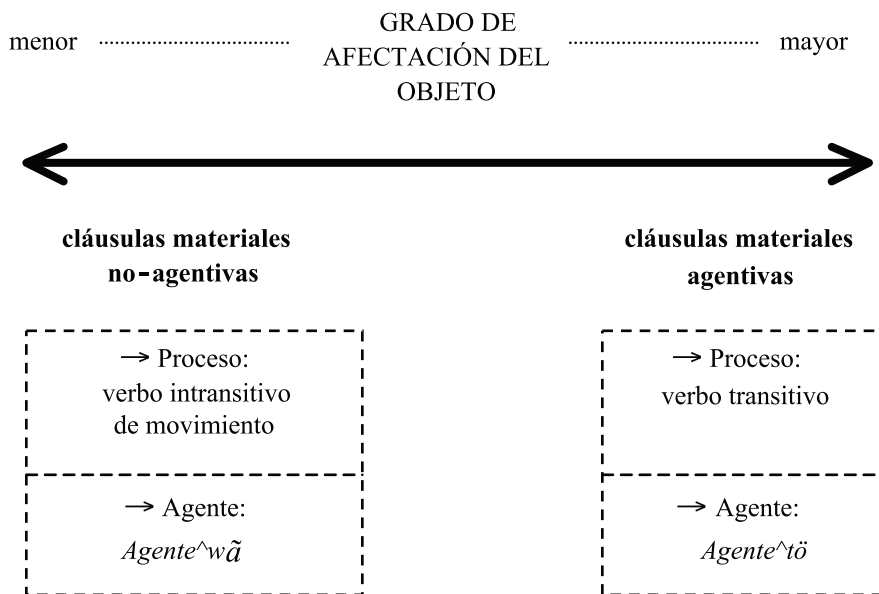 menor ..................................... GRADO DE AFECTACIÓN DEL OBJETO ..................................... mayor
cláusulas materiales
no-agentivas
→ Proceso:
verbo intransitivo
de movimiento
→ Agente:
Agente^wã
cláusulas materiales
agentivas
→ Proceso:
verbo transitivo
→ Agente:
Agente^tö